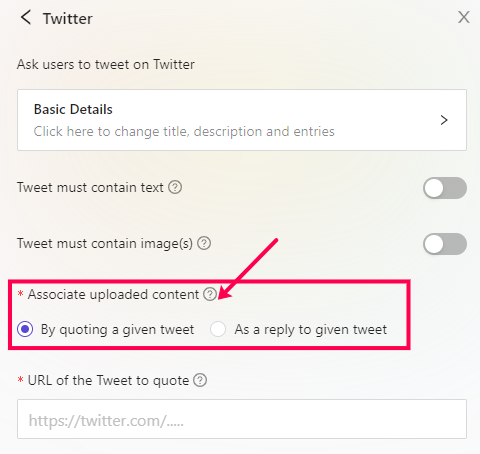 Twitter
Ask users to tweet on Twitter
Basic Details
Click here to change title, description and entries
Tweet must contain text
Tweet must contain image(s)
* Associate uploaded content
By quoting a given tweet As a reply to given tweet
* URL of the Tweet to quote
https://twitter.com/.....